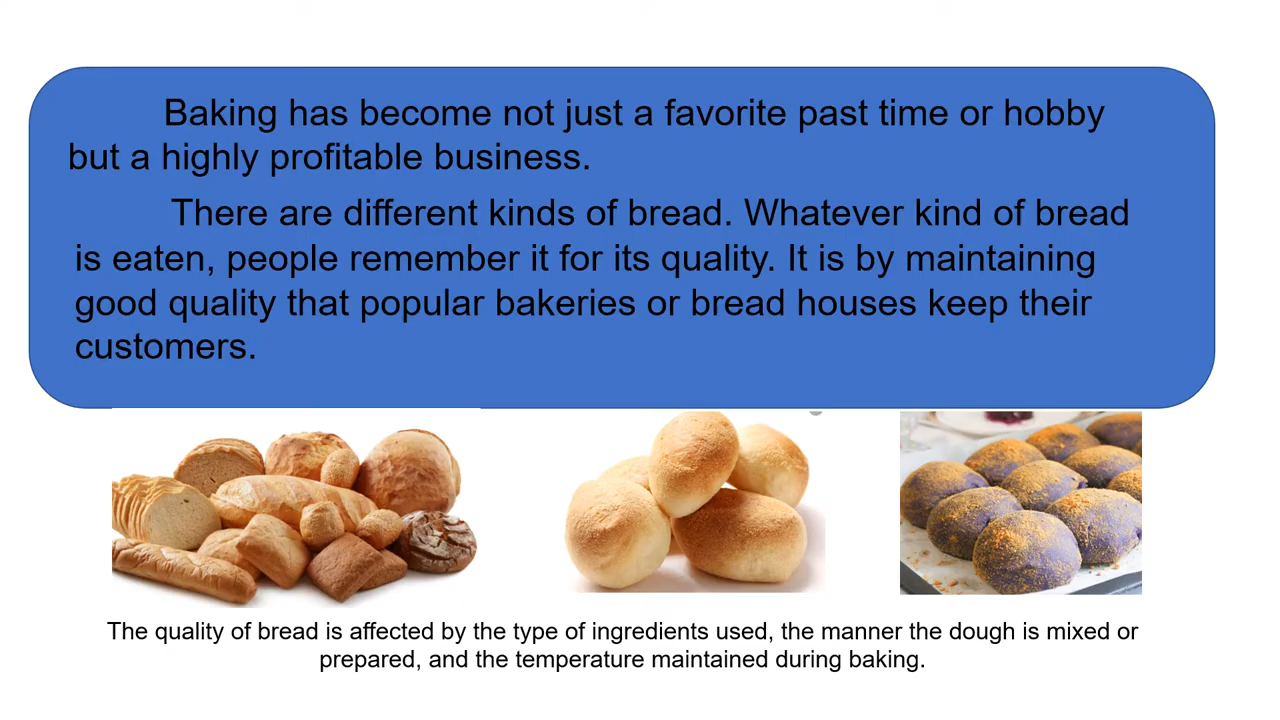 Baking has become not just a favorite past time or hobby
but a highly profitable business.
There are different kinds of bread. Whatever kind of bread
is eaten, people remember it for its quality. It is by maintaining
good quality that popular bakeries or bread houses keep their
customers.
The quality of bread is affected by the type of ingredients used, the manner the dough is mixed or
prepared, and the temperature maintained during baking.